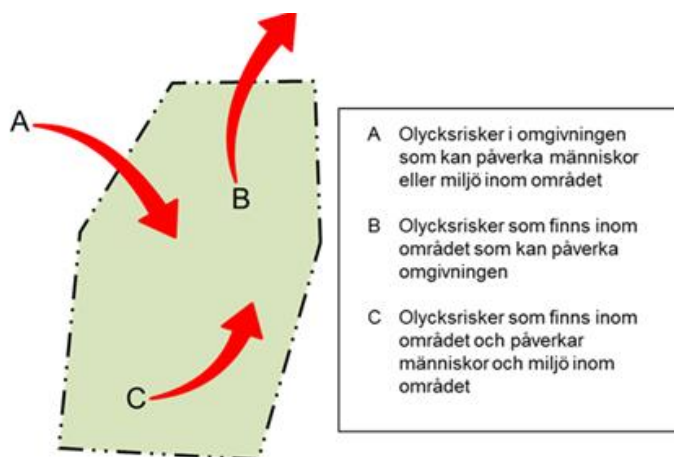 A
B
C
A Olycksrisker i omgivningen
som kan påverka människor
eller miljö inom området
B Olycksrisker som finns inom
området som kan påverka
omgivningen
C Olycksrisker som finns inom
området och påverkar
människor och miljö inom
området